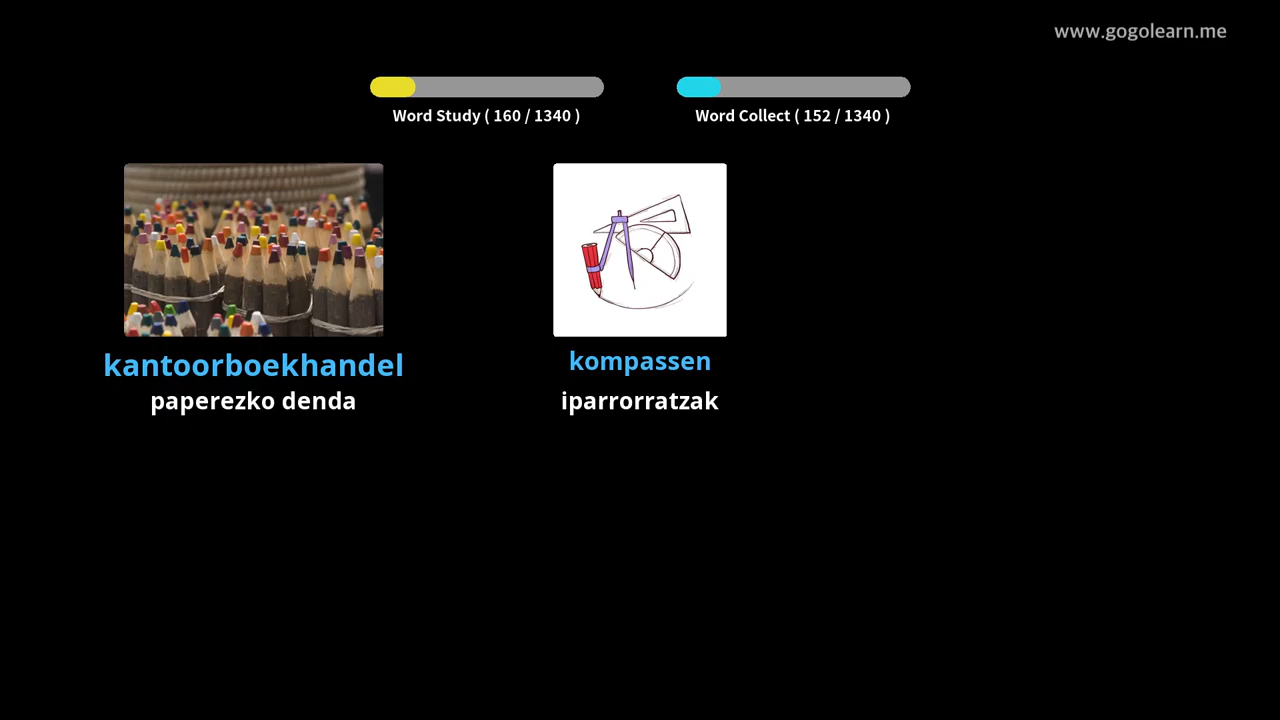 www.gogolearn.me
Word Study ( 160 / 1340 )
Word Collect ( 152 / 1340 )
kantoorboekhandel
paperezko denda
kompassen
iparrorratzak